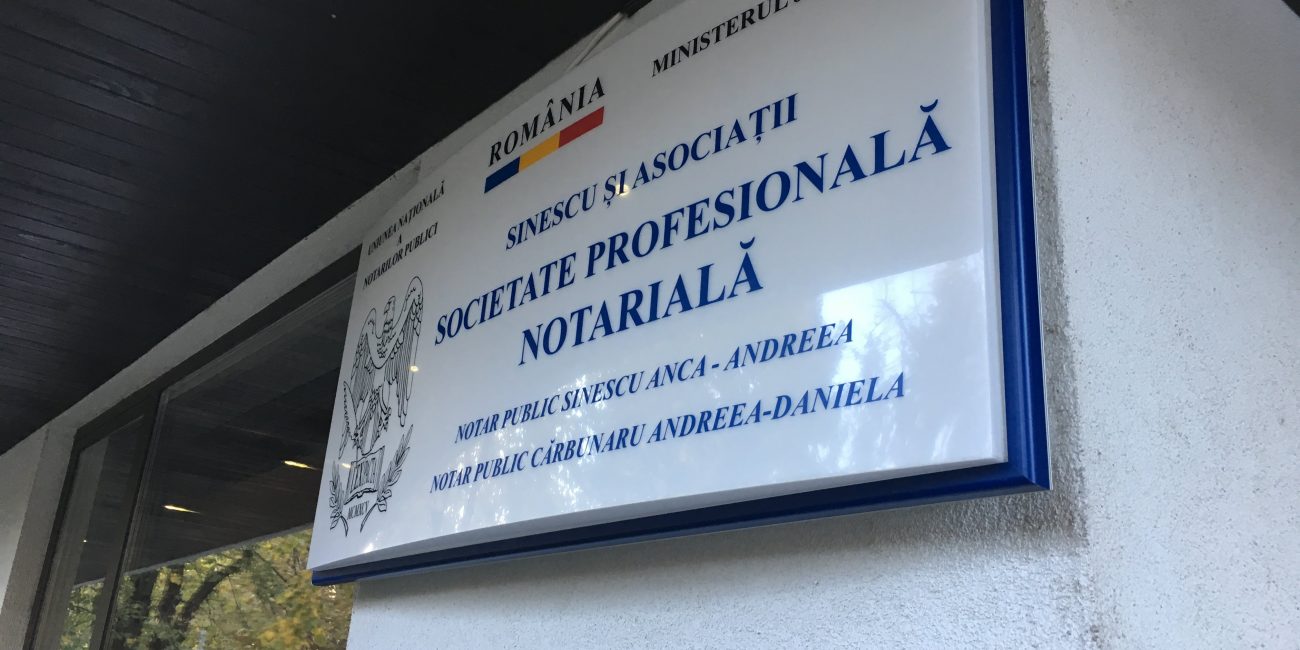 ROMÂNIA
MINISTERUL
UNIUNEA NAȚIONALĂ
A
NOTARILOR PUBLICI
SINESCU ȘI ASOCIAȚII
SOCIETATE PROFESIONALĂ
NOTARIALĂ
NOTAR PUBLIC SINESCU ANCA - ANDREEA
NOTAR PUBLIC CĂRBUNARU ANDREEA-DANIELA